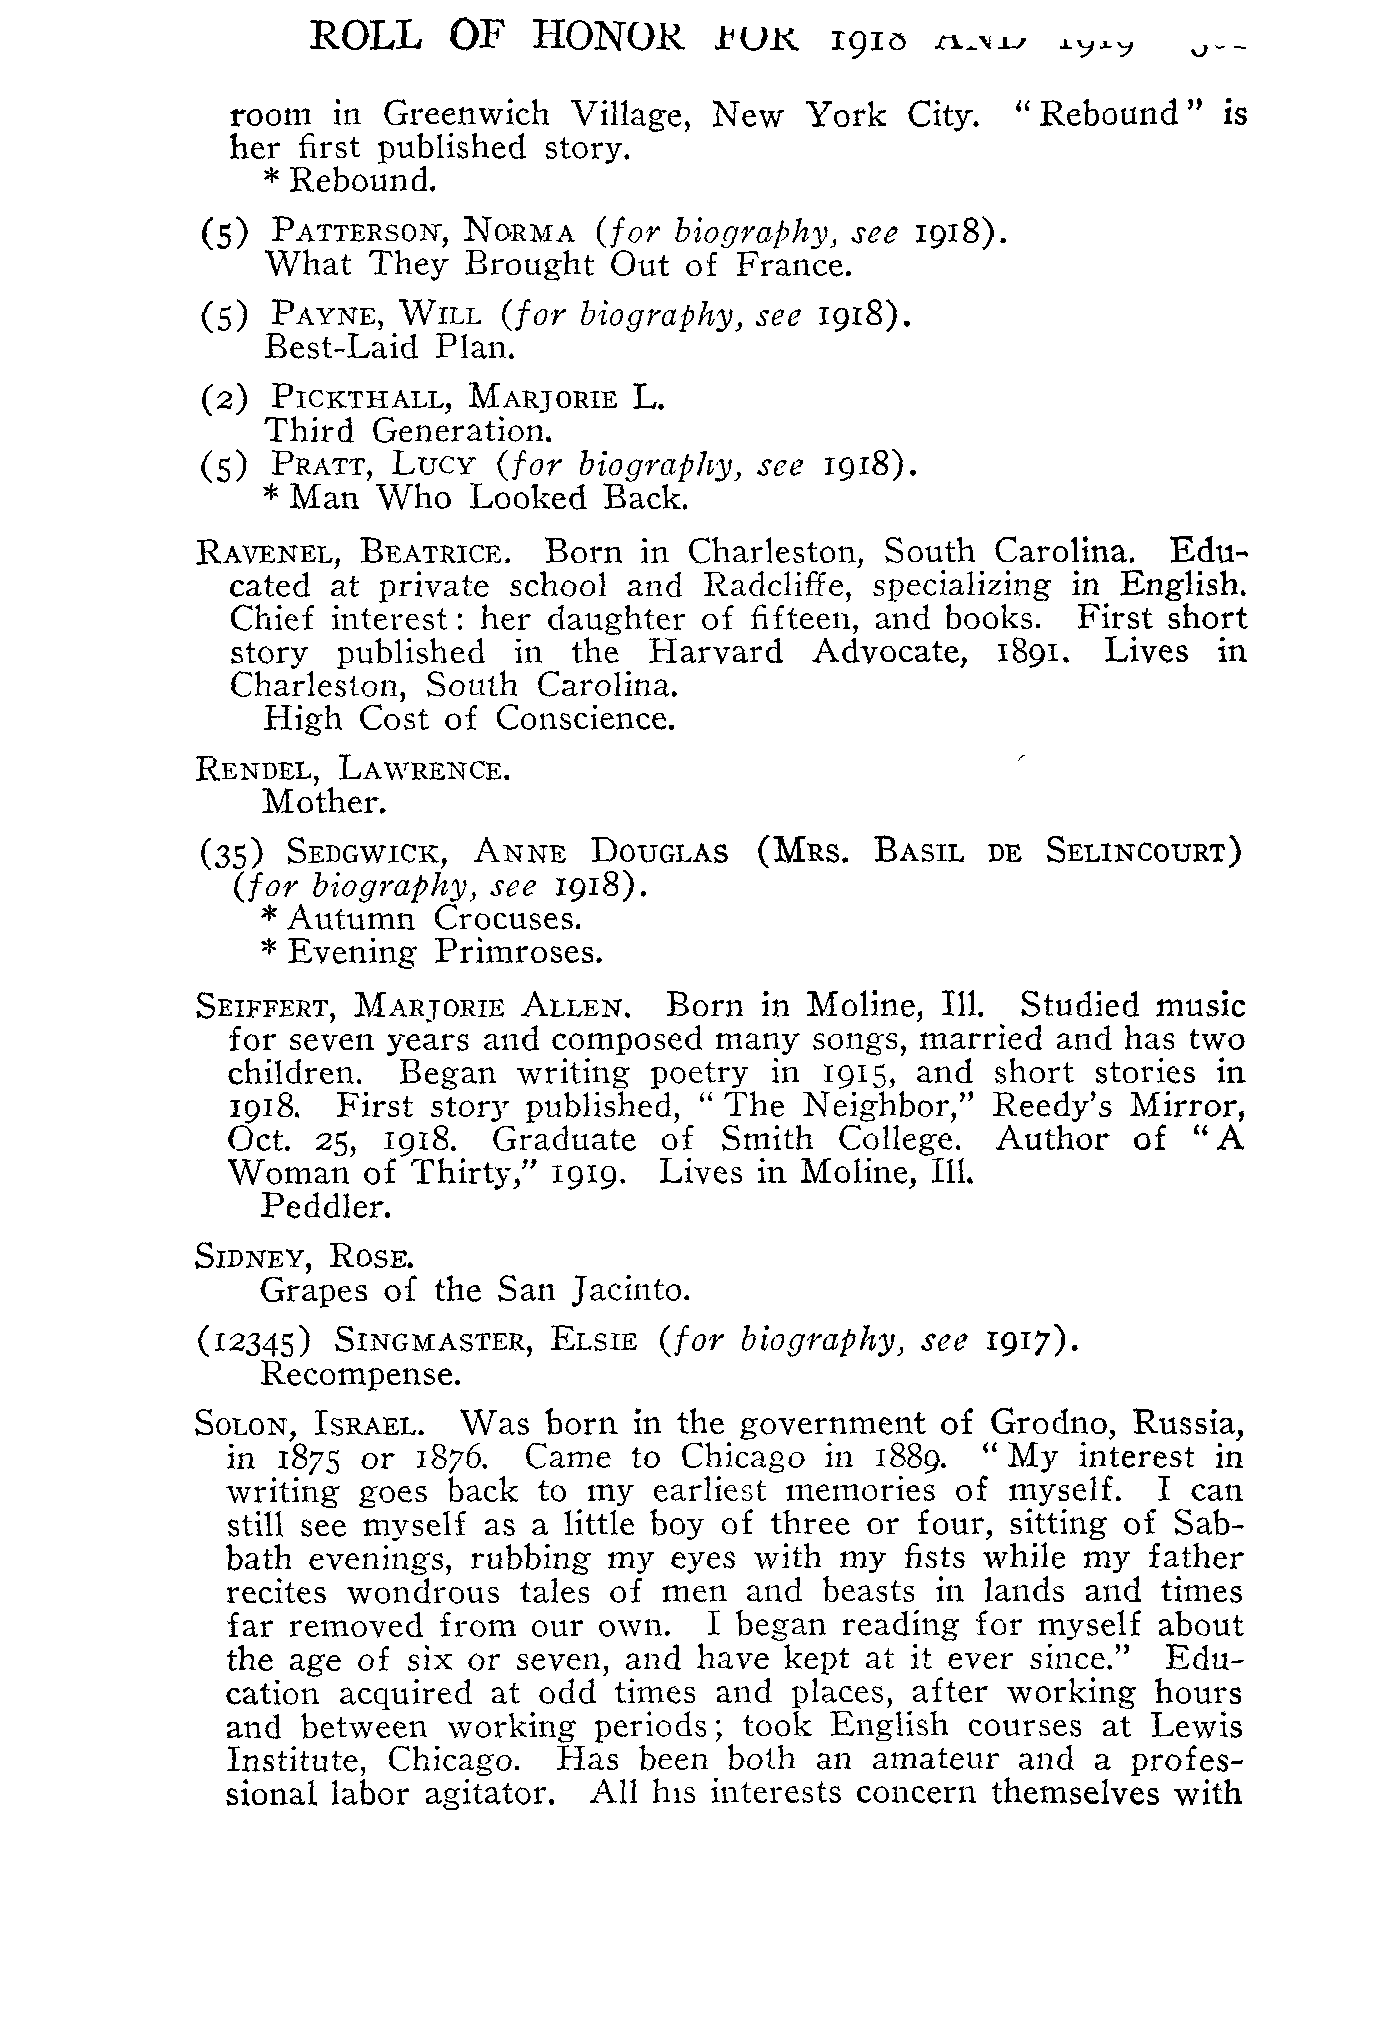 ROLL OF HONOR FOR 1918 AND 1919
room in Greenwich Village, New York City. "Rebound" is
her first published story.
* Rebound.
(5) PATTERSON, NORMA (for biography, see 1918).
What They Brought Out of France.
(5) PAYNE, WILL (for biography, see 1918).
Best-Laid Plan.
(2) PICKTHALL, MARJORIE L.
Third Generation.
(5) PRATT, LUCY (for biography, see 1918).
* Man Who Looked Back.
RAVENEL, BEATRICE. Born in Charleston, South Carolina. Edu-
cated at private school and Radcliffe, specializing in English.
Chief interest: her daughter of fifteen, and books. First short
story published in the Harvard Advocate, 1891. Lives in
Charleston, South Carolina.
High Cost of Conscience.
RENDEL, LAWRENCE.
Mother.
(35) SEDGWICK, ANNE DOUGLAS (MRS. BASIL DE SELINCOURT)
(for biography, see 1918).
* Autumn Crocuses.
* Evening Primroses.
SEIFFERT, MARJORIE ALLEN. Born in Moline, Ill. Studied music
for seven years and composed many songs, married and has two
children. Began writing poetry in 1915, and short stories in
1918. First story published, "The Neighbor," Reedy's Mirror,
Oct. 25, 1918. Graduate of Smith College. Author of "A
Woman of Thirty," 1919. Lives in Moline, Ill.
Peddler.
SIDNEY, ROSE.
Grapes of the San Jacinto.
(12345) SINGMASTER, ELSIE (for biography, see 1917).
Recompense.
SOLON, ISRAEL. Was born in the government of Grodno, Russia,
in 1875 or 1876. Came to Chicago in 1889. "My interest in
writing goes back to my earliest memories of myself. I can
still see myself as a little boy of three or four, sitting of Sab-
bath evenings, rubbing my eyes with my fists while my father
recites wondrous tales of men and beasts in lands and times
far removed from our own. I began reading for myself about
the age of six or seven, and have kept at it ever since." Edu-
cation acquired at odd times and places, after working hours
and between working periods; took English courses at Lewis
Institute, Chicago. Has been both an amateur and a profes-
sional labor agitator. All his interests concern themselves with